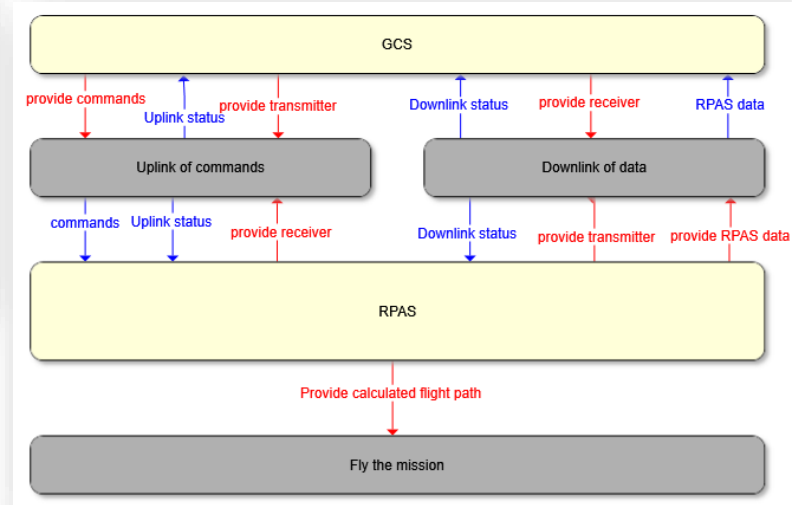 GCS
provide commands
Uplink status
provide transmitter
Downlink status
provide receiver
RPAS data
Uplink of commands
Downlink of data
commands
Uplink status
provide receiver
Downlink status
provide transmitter
provide RPAS data
RPAS
Provide calculated flight path
Fly the mission